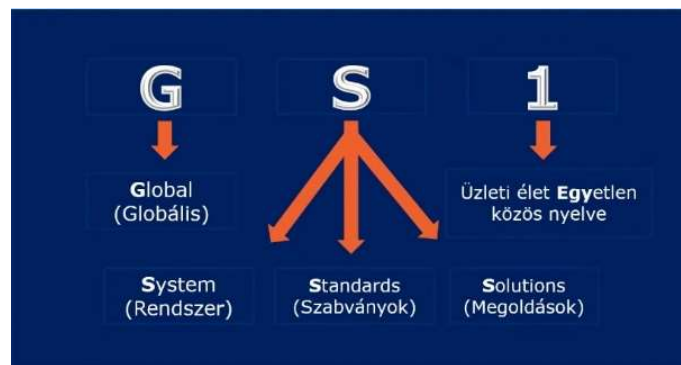 G S 1
Global
(Globális)
Üzleti élet Egyetlen
közös nyelve
System
(Rendszer)
Standards
(Szabványok)
Solutions
(Megoldások)